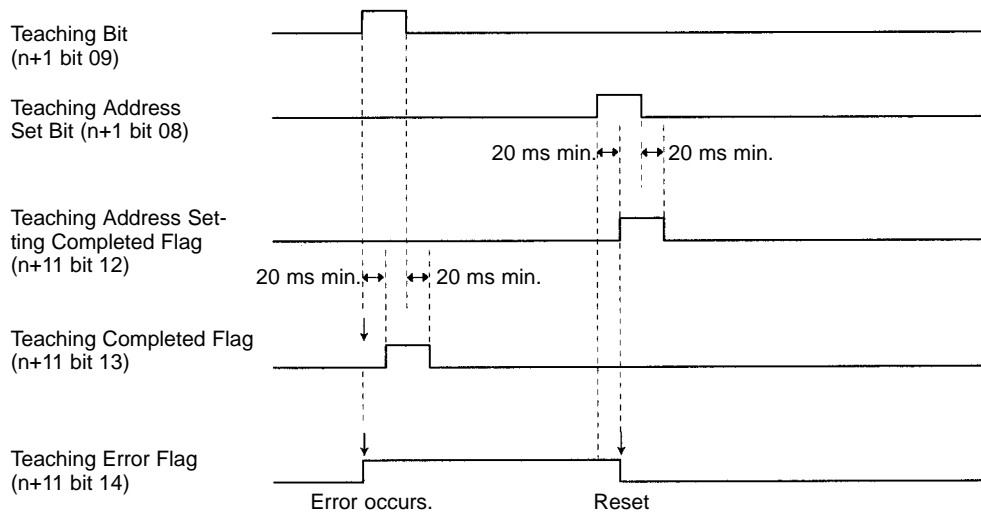 Teaching Bit
(n+1 bit 09)
Teaching Address
Set Bit (n+1 bit 08)
20 ms min.
20 ms min.
Teaching Address Set-
ting Completed Flag
(n+11 bit 12)
20 ms min.
20 ms min.
Teaching Completed Flag
(n+11 bit 13)
Teaching Error Flag
(n+11 bit 14)
Error occurs.
Reset